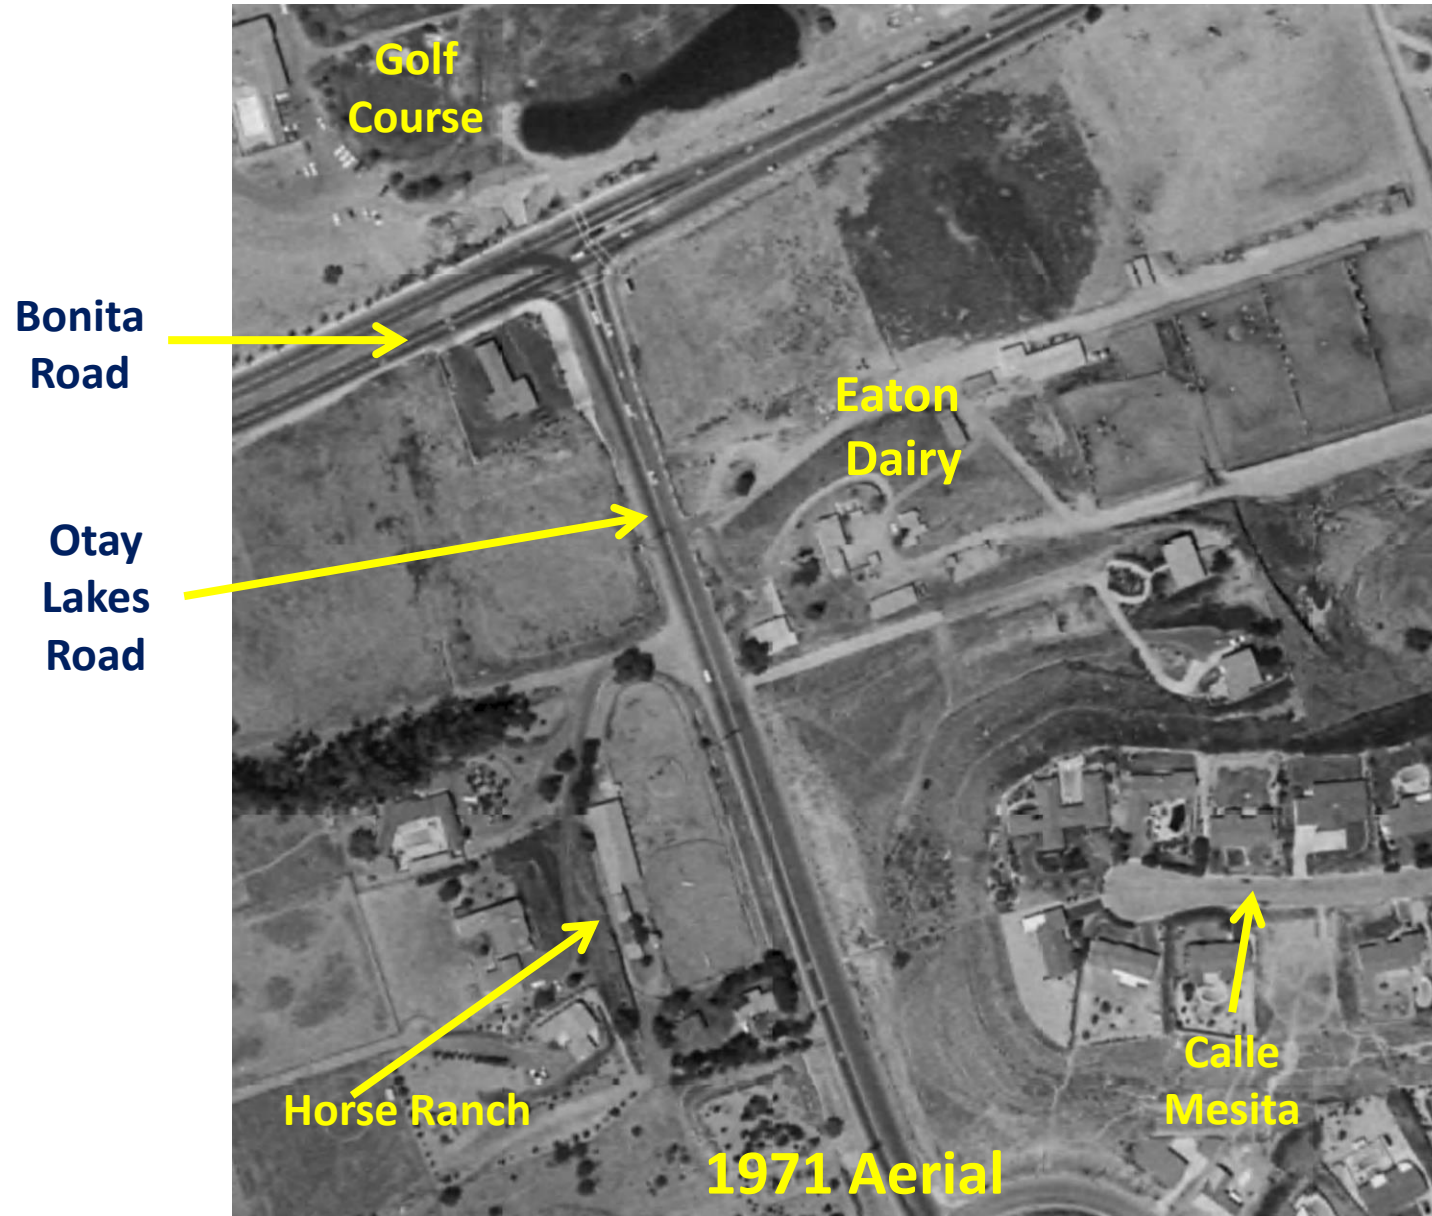 Golf
Course
Bonita
Road
Eaton
Dairy
Otay
Lakes
Road
Horse Ranch
Calle
Mesita
1971 Aerial